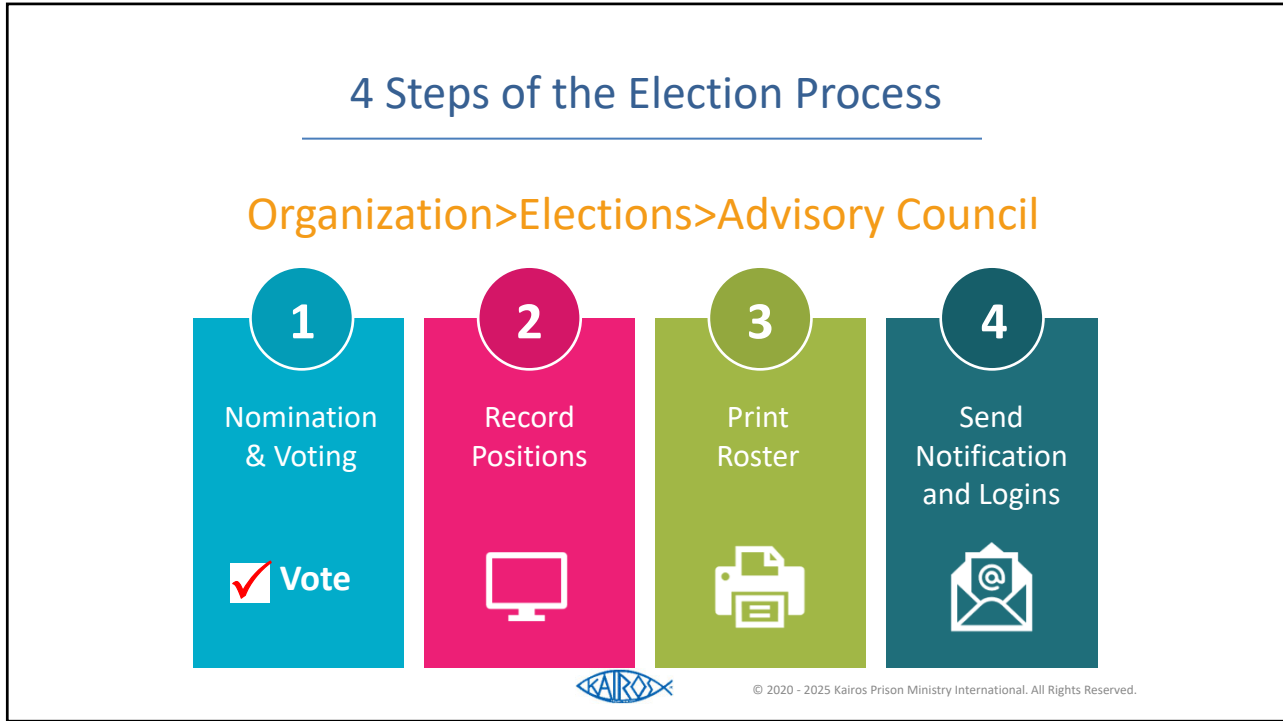 4 Steps of the Election Process
Organization>Elections>Advisory Council
1
Nomination
& Voting
Vote
2
Record
Positions
3
Print
Roster
4
Send
Notification
and Logins
@
KAIROS
© 2020 - 2025 Kairos Prison Ministry International. All Rights Reserved.